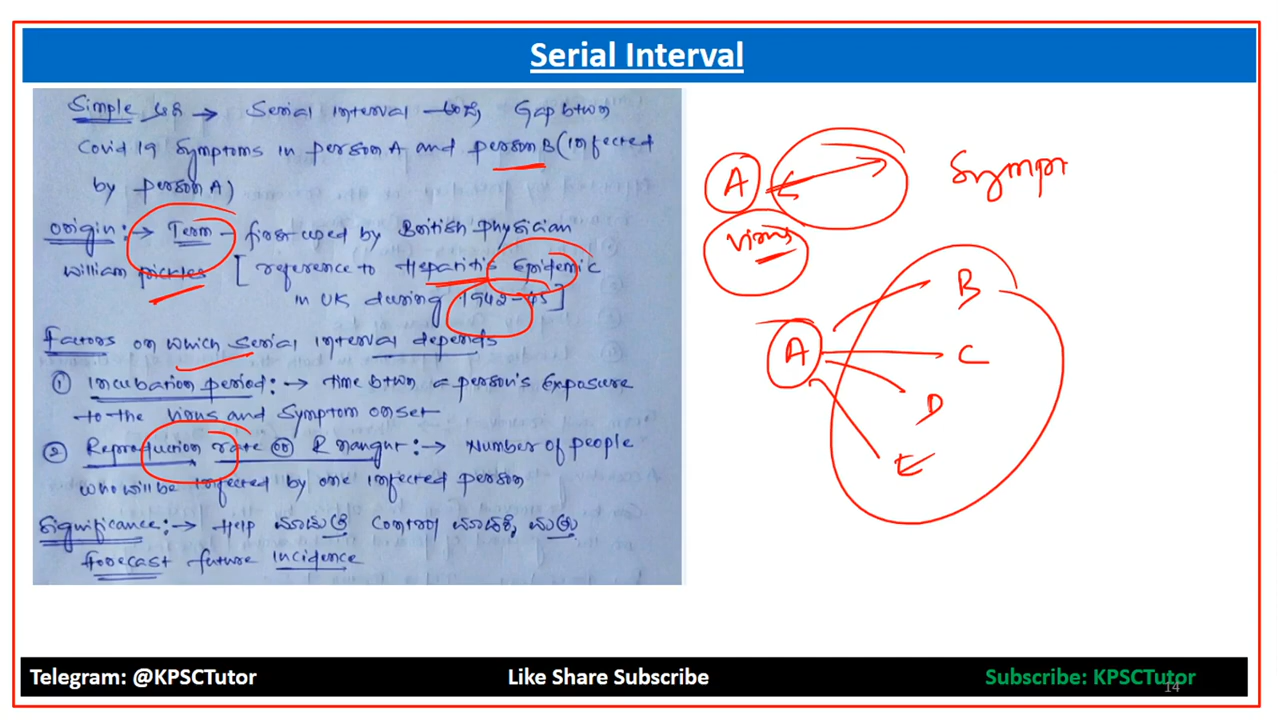 Serial Interval
Simple ಆಗಿ → Serial Interval ಅಂದ್ರೆ Gap btwn
Covid 19 Symptoms in person A and person B (infected
by person A)
Origin: → Term - first used by British Physician
William Pickles [reference to Heparitis Epidemic
in UK during 1942-45]
Factors on which Serial Interval depends
① Incubation period: → Time btwn a person's Exposure
to the Virus and Symptom onset
② Reproduction rate or R naught: → Number of people
who will be infected by one infected person
Significance: → Help ಮಾಡುತ್ತೆ Control ಮಾಡಕ್ಕೆ ಮತ್ತು
forecast future Incidence
A
Sympt
Virus
A
B
C
D
E
Telegram: @KPSCTutor
Like Share Subscribe
Subscribe: KPSCTutor
14